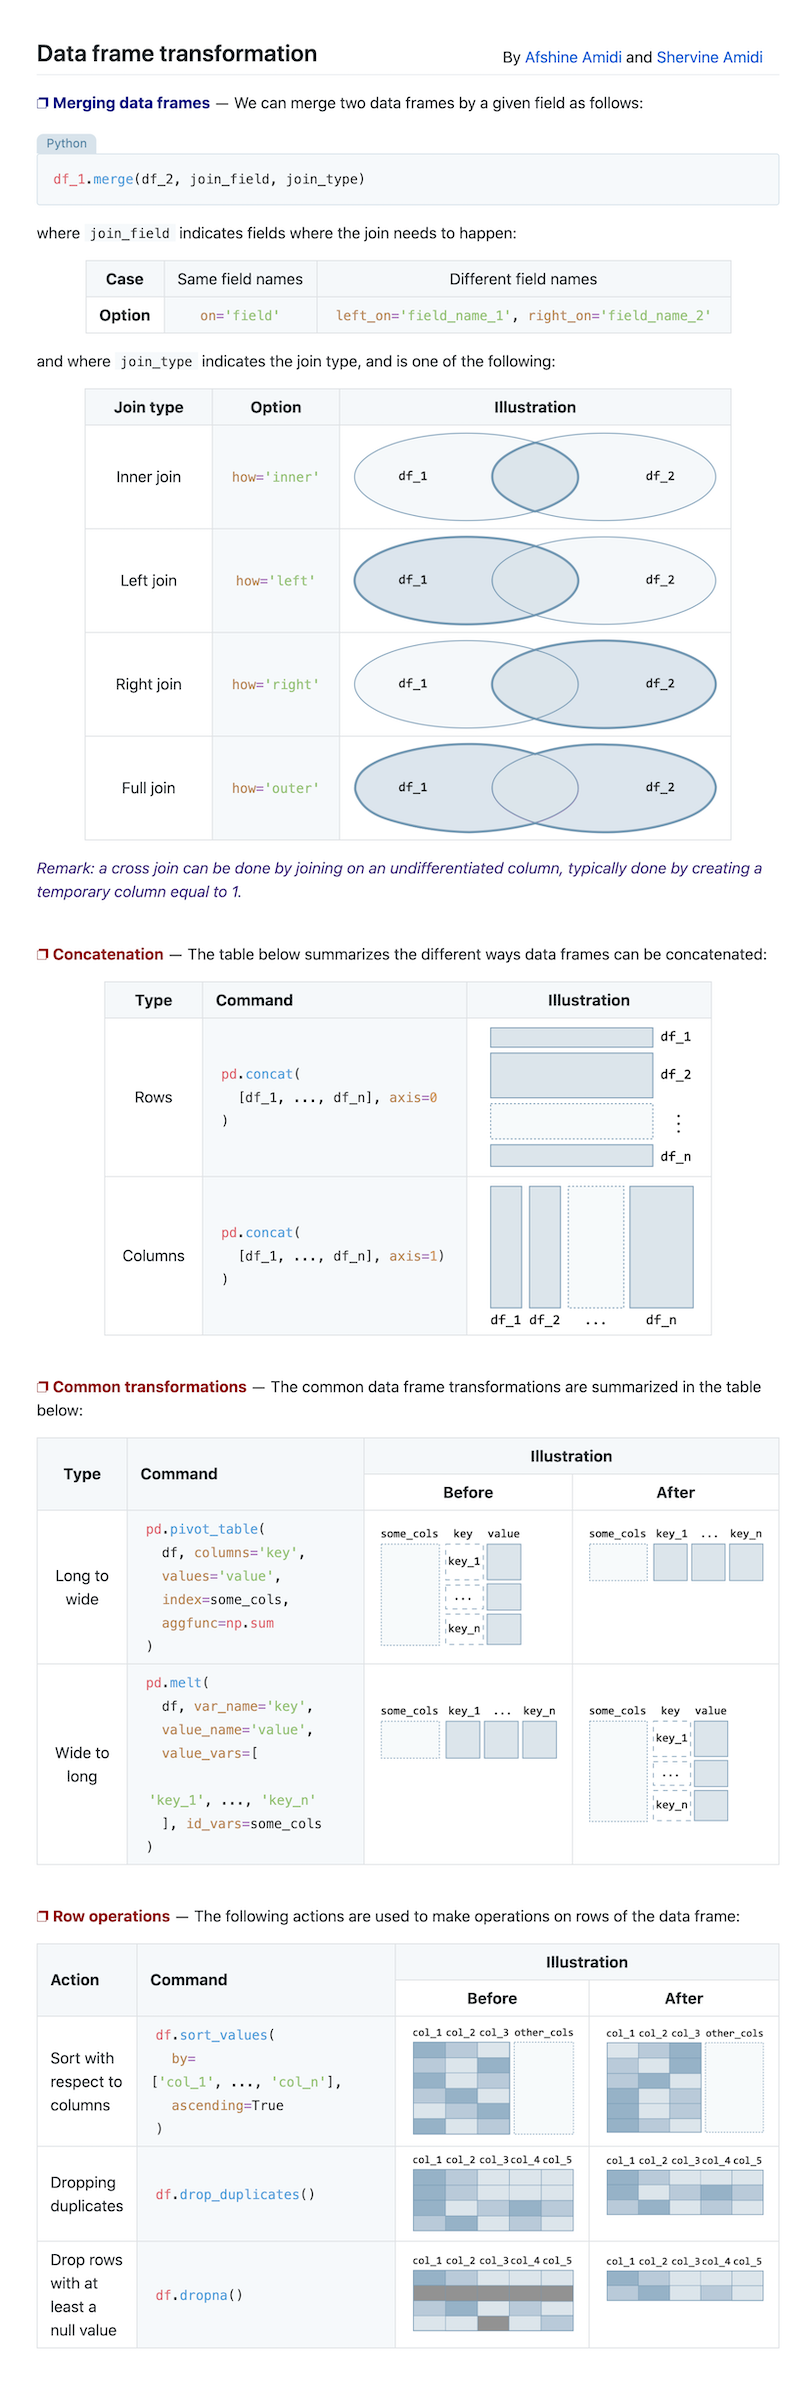 Data frame transformation
By Afshine Amidi and Shervine Amidi
❐ Merging data frames — We can merge two data frames by a given field as follows:
Python
df_1.merge(df_2, join_field, join_type)
where join_field indicates fields where the join needs to happen:
Case Same field names Different field names
Option on='field' left_on='field_name_1', right_on='field_name_2'
and where join_type indicates the join type, and is one of the following:
Join type Option Illustration
Inner join how='inner' df_1 df_2
Left join how='left' df_1 df_2
Right join how='right' df_1 df_2
Full join how='outer' df_1 df_2
Remark: a cross join can be done by joining on an undifferentiated column, typically done by creating a
temporary column equal to 1.
❐ Concatenation — The table below summarizes the different ways data frames can be concatenated:
Type Command Illustration
Rows
pd.concat(
[df_1, ..., df_n], axis=0
)
df_1
df_2
⋮
df_n
Columns
pd.concat(
[df_1, ..., df_n], axis=1)
)
df_1 df_2 ... df_n
❐ Common transformations — The common data frame transformations are summarized in the table
below:
Type Command Illustration
Before After
Long to
wide
pd.pivot_table(
df, columns='key',
values='value',
index=some_cols,
aggfunc=np.sum
)
some_cols key value
key_1
...
key_n
some_cols key_1 ... key_n
Wide to
long
pd.melt(
df, var_name='key',
value_name='value',
value_vars=[
'key_1', ..., 'key_n'
], id_vars=some_cols
)
some_cols key_1 ... key_n
some_cols key value
key_1
...
key_n
❐ Row operations — The following actions are used to make operations on rows of the data frame:
Action Command Illustration
Before After
Sort with
respect to
columns
df.sort_values(
by=
['col_1', ..., 'col_n'],
ascending=True
)
col_1 col_2 col_3 other_cols
col_1 col_2 col_3 other_cols
Dropping
duplicates
df.drop_duplicates()
col_1 col_2 col_3 col_4 col_5
col_1 col_2 col_3 col_4 col_5
Drop rows
with at
least a
null value
df.dropna()
col_1 col_2 col_3 col_4 col_5
col_1 col_2 col_3 col_4 col_5